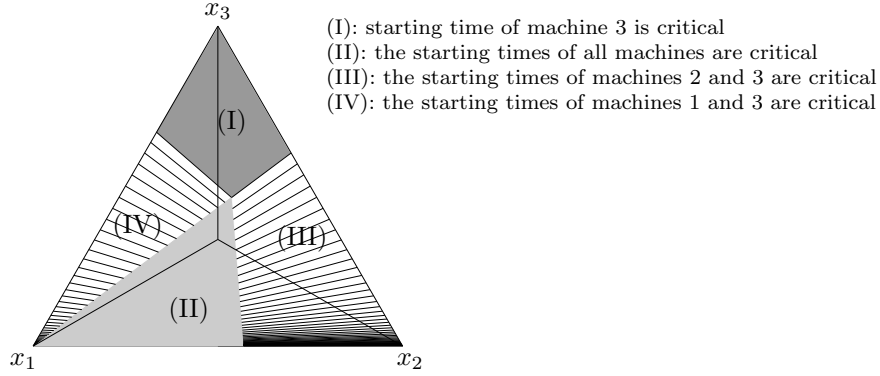 x₃
(I): starting time of machine 3 is critical
(II): the starting times of all machines are critical
(III): the starting times of machines 2 and 3 are critical
(IV): the starting times of machines 1 and 3 are critical
(I)
(IV)
(III)
(II)
x₁
x₂